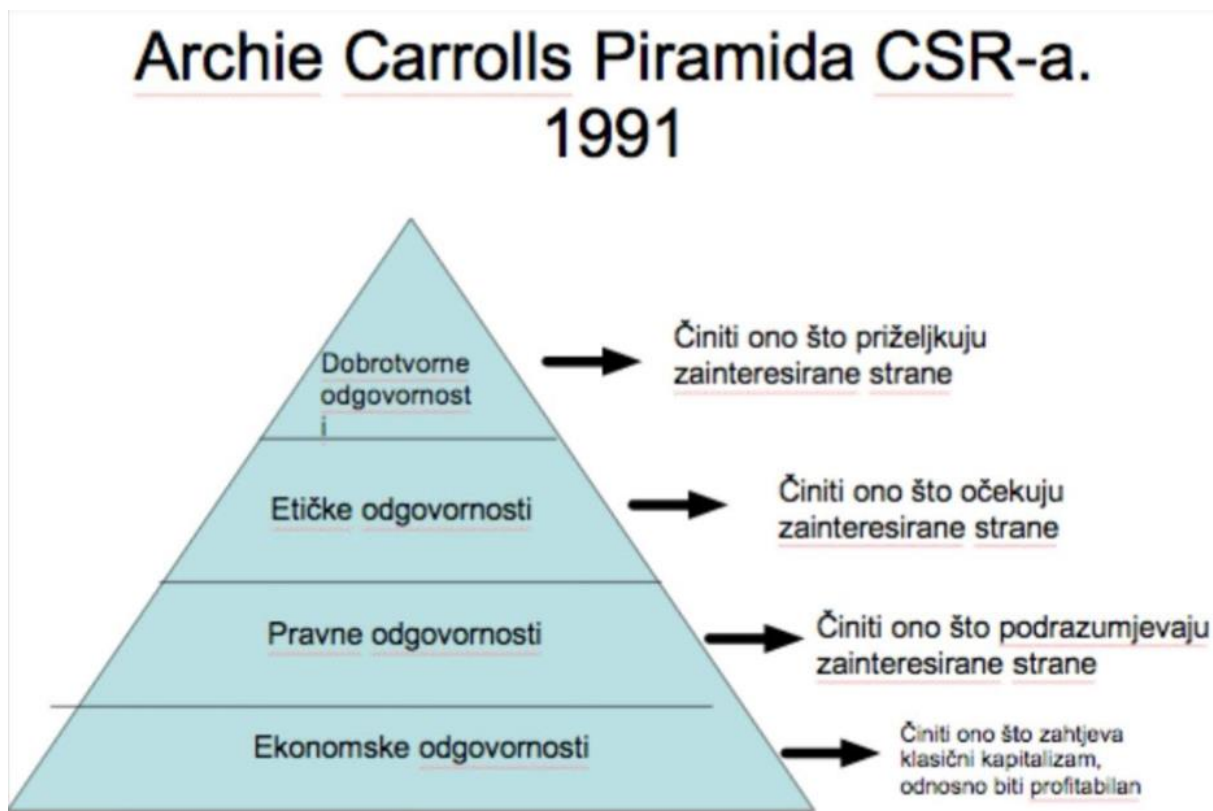 Archie Carrolls Piramida CSR-a.
1991
Dobrotvorne
odgovornost
i
Činiti ono što priželjkuju
zainteresirane strane
Etičke odgovornosti
Činiti ono što očekuju
zainteresirane strane
Pravne odgovornosti
Činiti ono što podrazumjevaju
zainteresirane strane
Ekonomske odgovornosti
Činiti ono što zahtjeva
klasični kapitalizam,
odnosno biti profitabilan